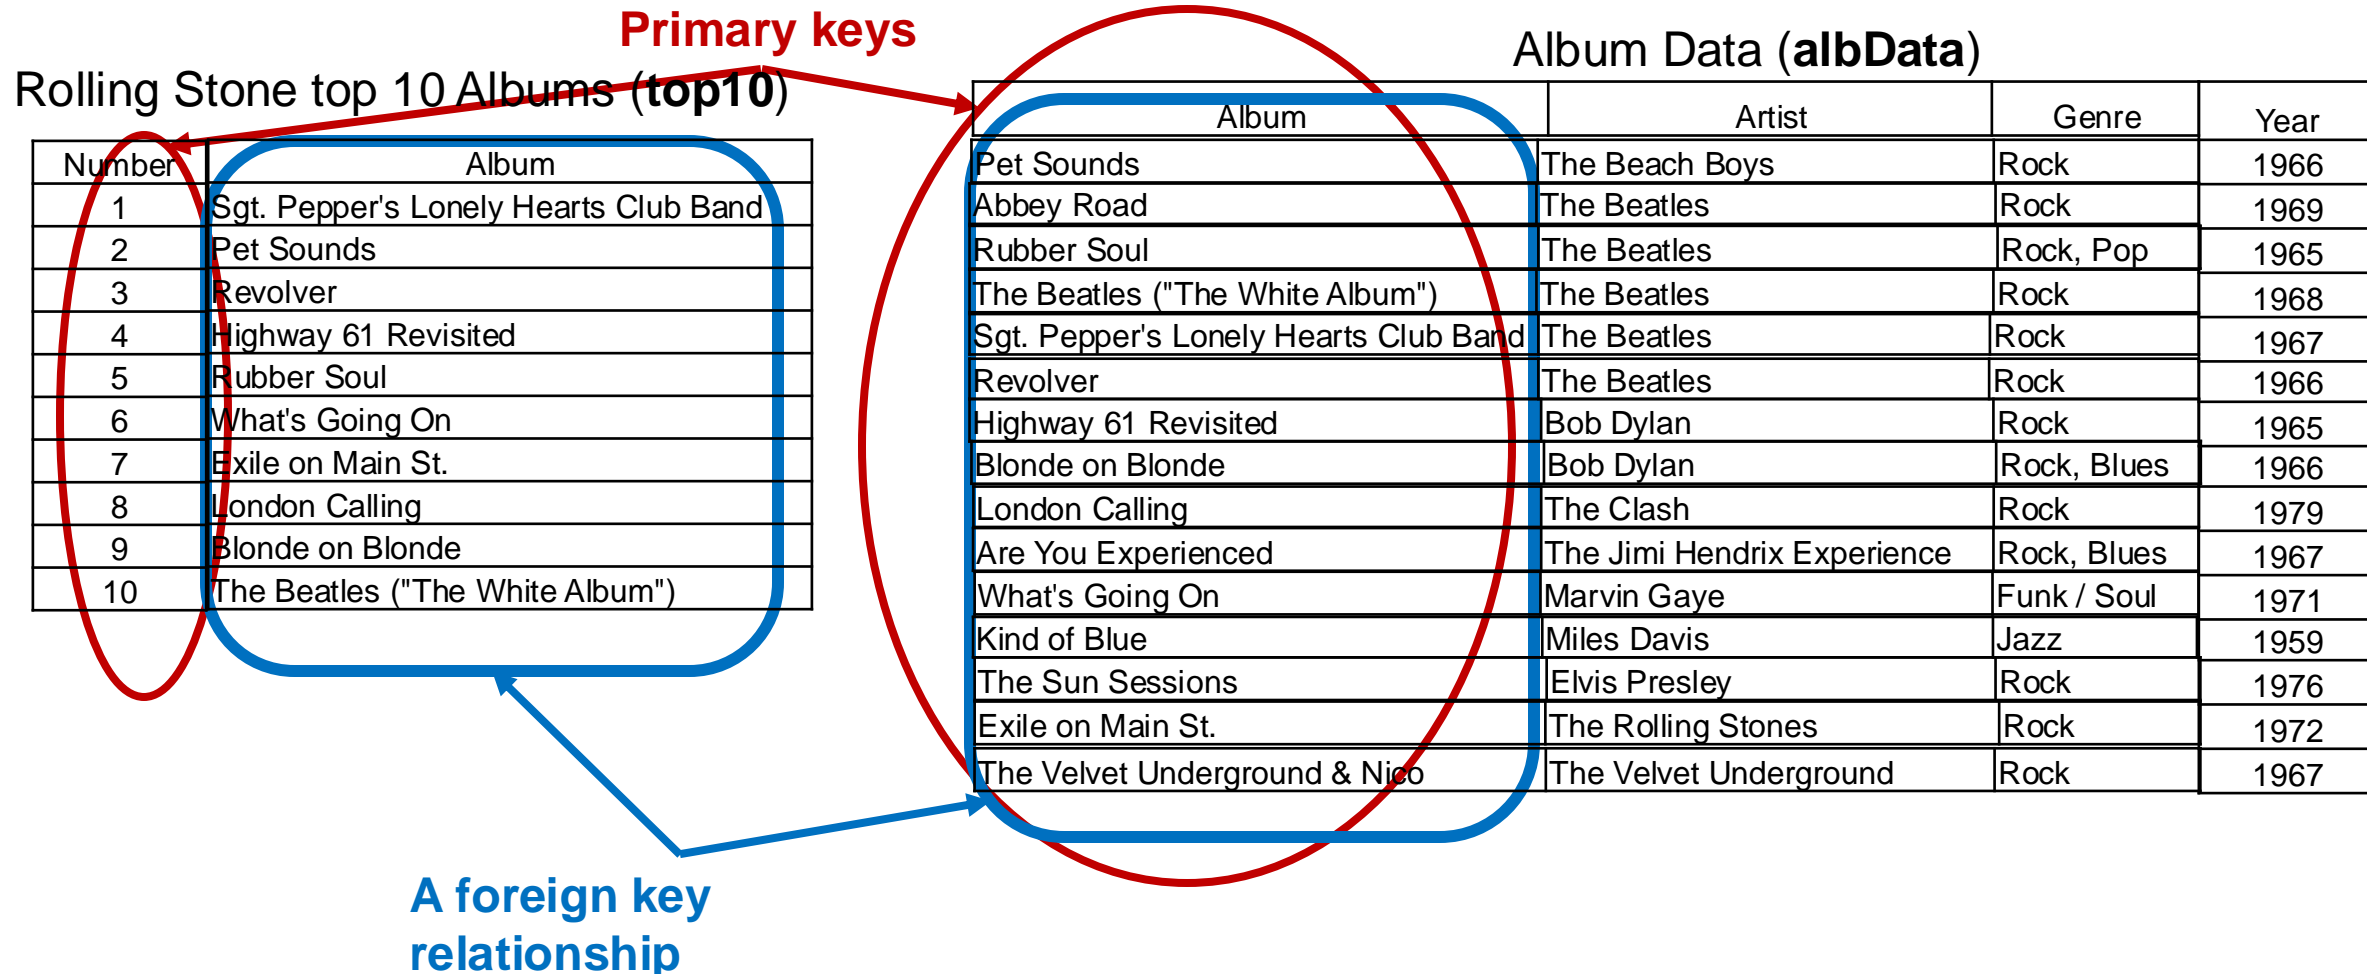 Primary keys
Rolling Stone top 10 Albums (top10)
Number Album
1 Sgt. Pepper's Lonely Hearts Club Band
2 Pet Sounds
3 Revolver
4 Highway 61 Revisited
5 Rubber Soul
6 What's Going On
7 Exile on Main St.
8 London Calling
9 Blonde on Blonde
10 The Beatles ("The White Album")
Album Data (albData)
Album Artist Genre Year
Pet Sounds The Beach Boys Rock 1966
Abbey Road The Beatles Rock 1969
Rubber Soul The Beatles Rock, Pop 1965
The Beatles ("The White Album") The Beatles Rock 1968
Sgt. Pepper's Lonely Hearts Club Band The Beatles Rock 1967
Revolver The Beatles Rock 1966
Highway 61 Revisited Bob Dylan Rock 1965
Blonde on Blonde Bob Dylan Rock, Blues 1966
London Calling The Clash Rock 1979
Are You Experienced The Jimi Hendrix Experience Rock, Blues 1967
What's Going On Marvin Gaye Funk / Soul 1971
Kind of Blue Miles Davis Jazz 1959
The Sun Sessions Elvis Presley Rock 1976
Exile on Main St. The Rolling Stones Rock 1972
The Velvet Underground & Nico The Velvet Underground Rock 1967
A foreign key
relationship